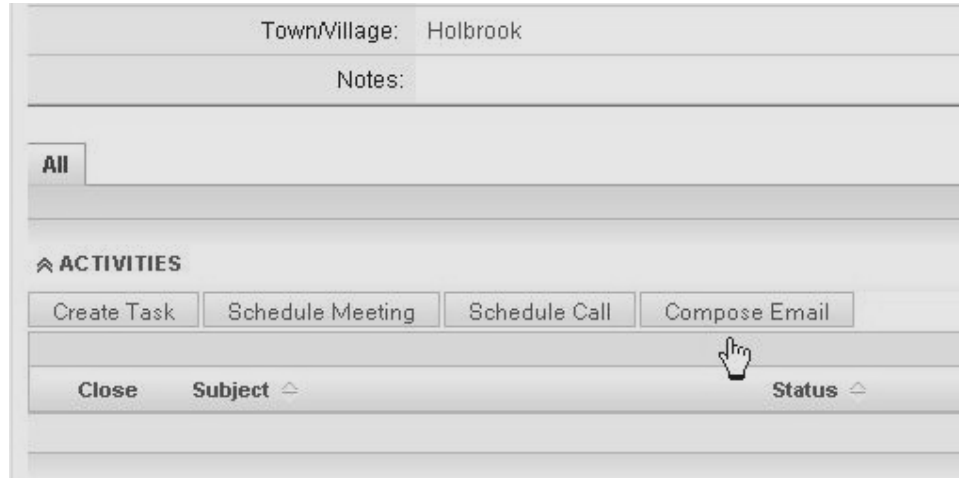 Town/Village: Holbrook
Notes:
All
ACTIVITIES
Create Task Schedule Meeting Schedule Call Compose Email
Close Subject Status